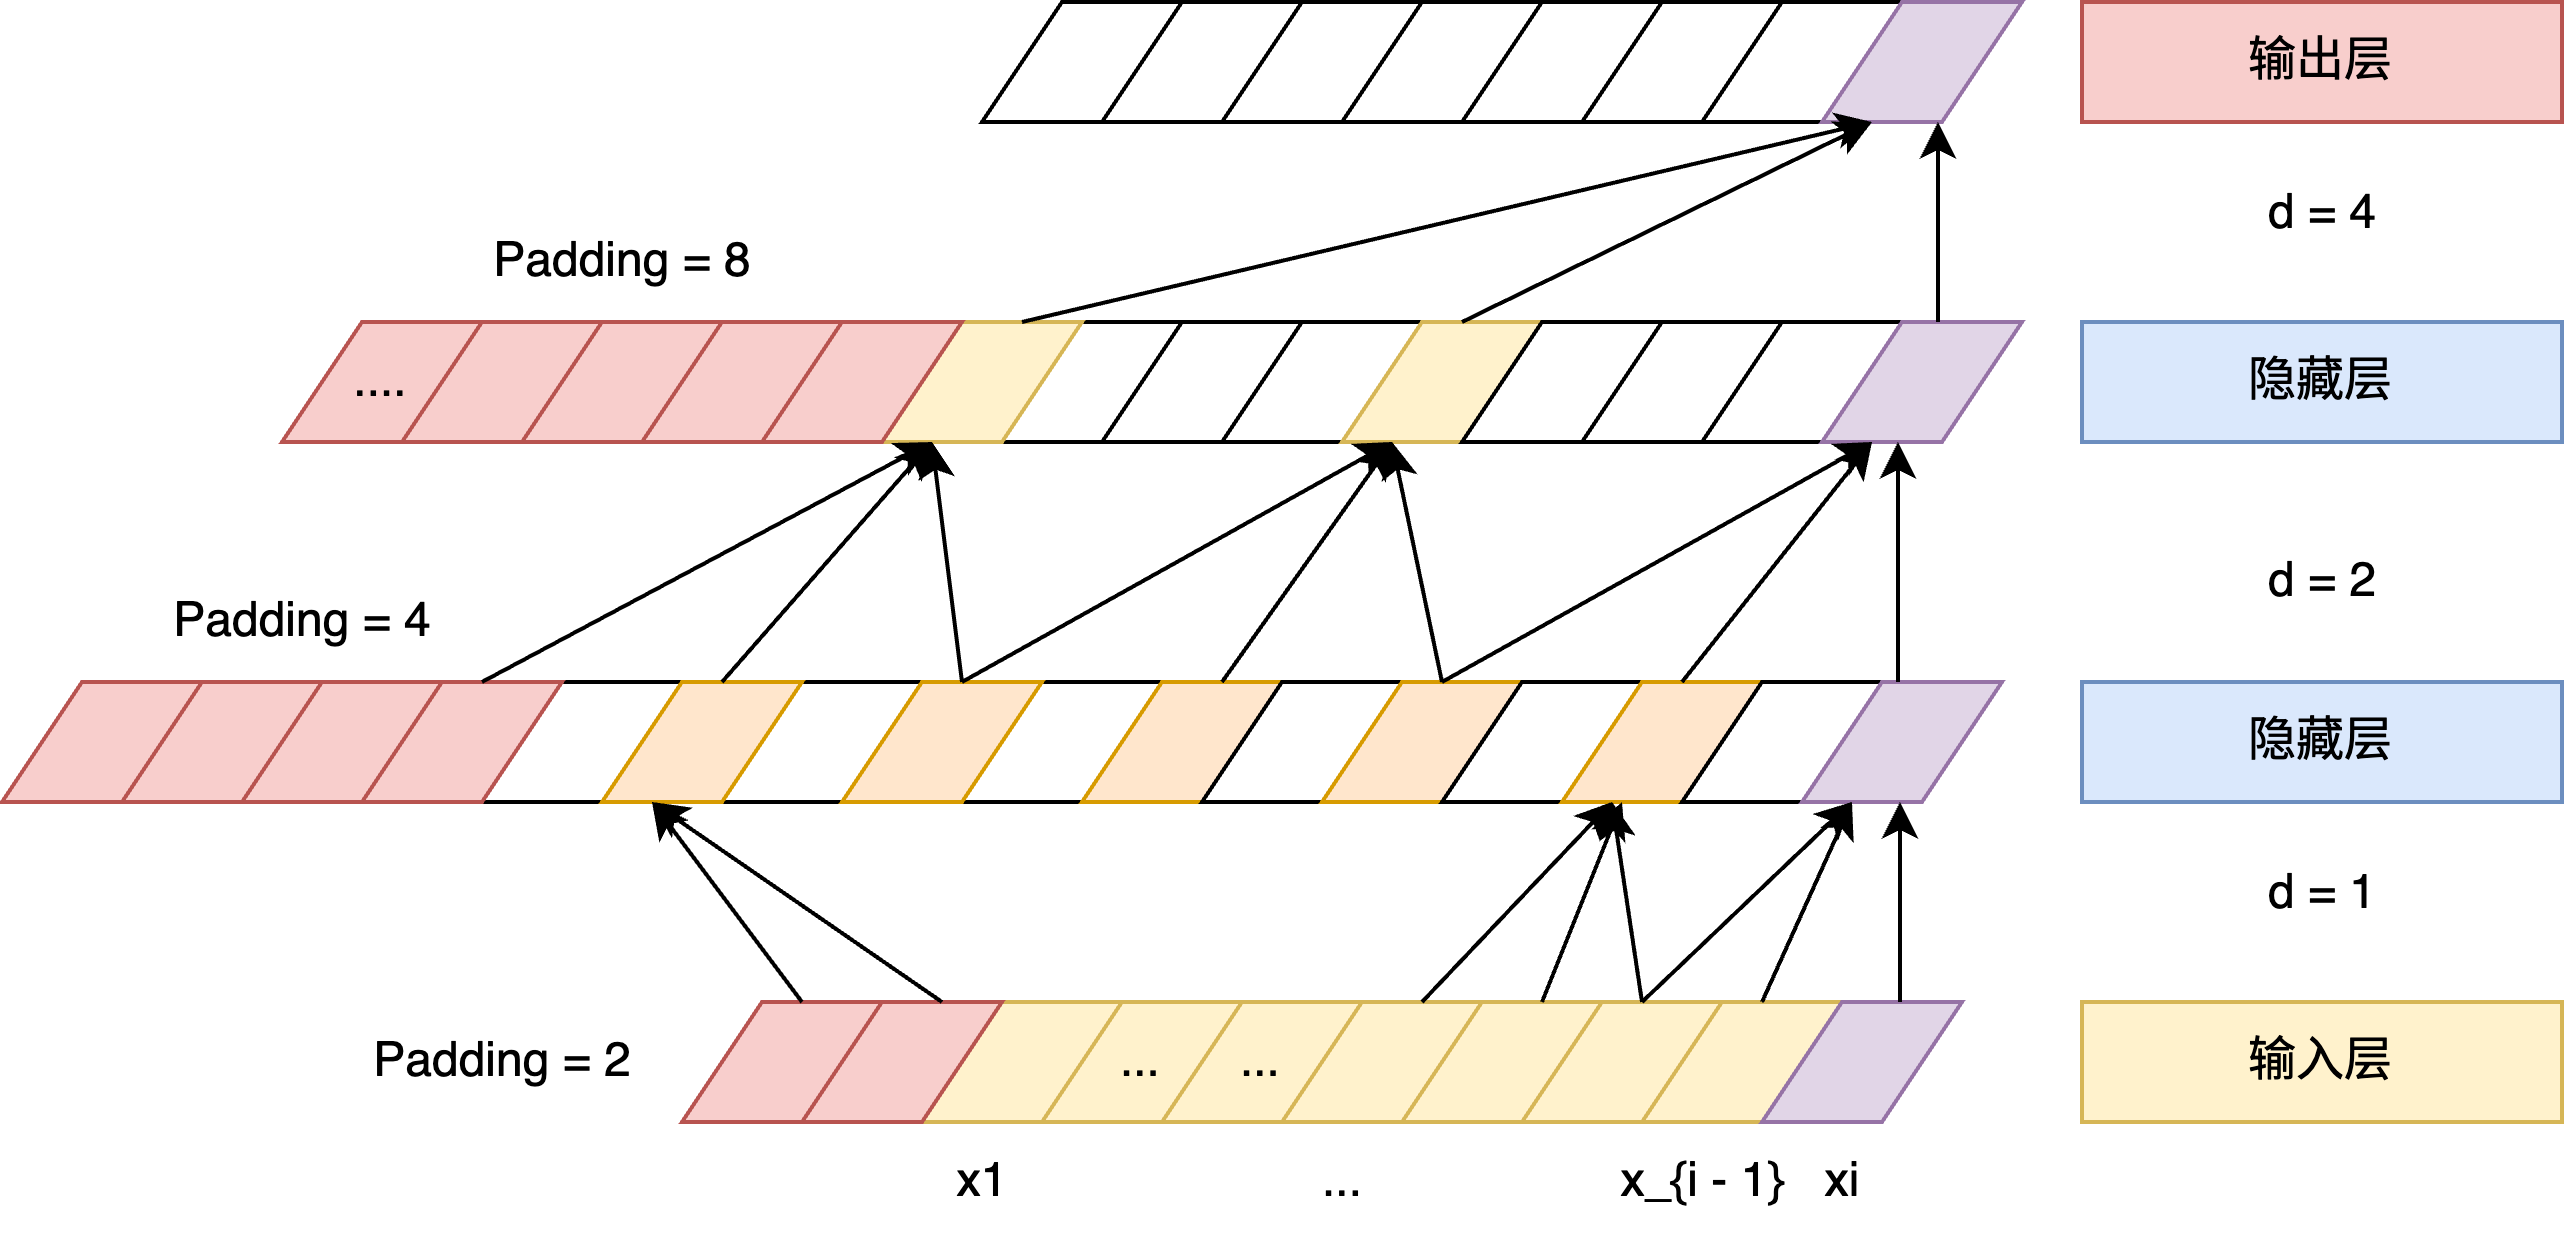 输出层
d = 4
Padding = 8
....
隐藏层
d = 2
Padding = 4
隐藏层
d = 1
Padding = 2
... ...
输入层
x1 ... x_{i - 1} xi